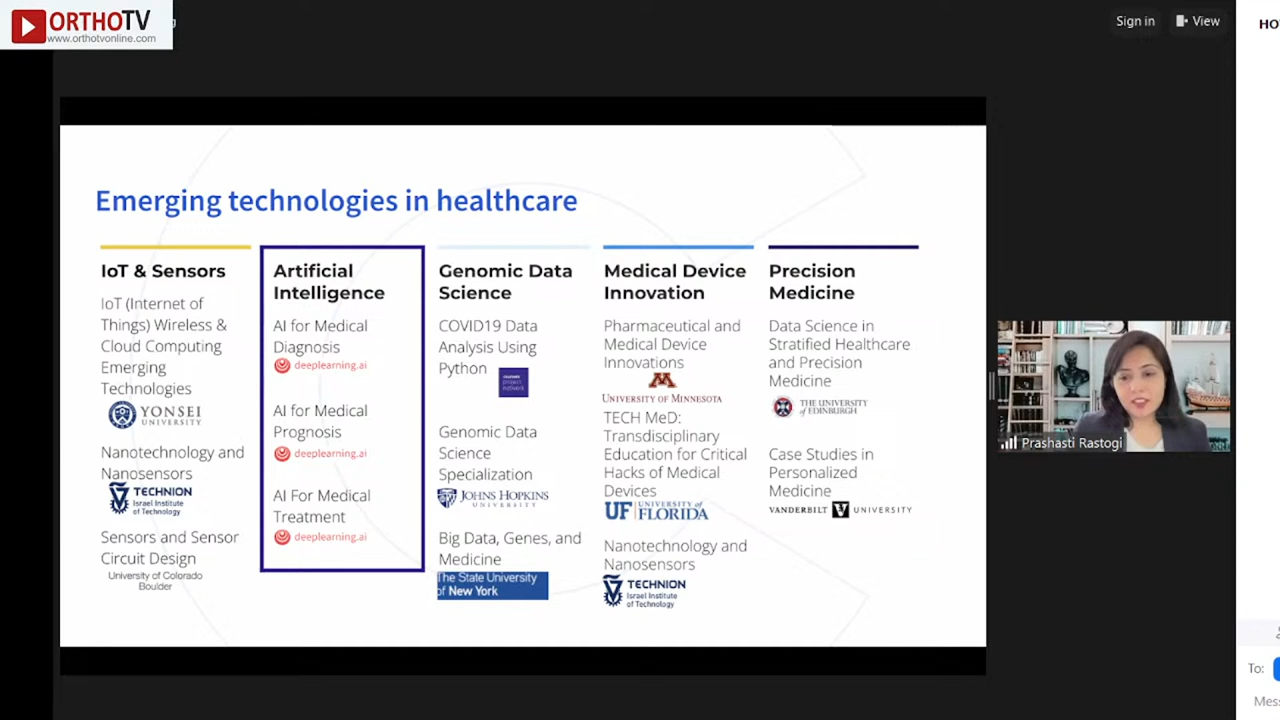 ORTHOTV
www.orthotvonline.com
Sign in
View
HO
Emerging technologies in healthcare
IoT & Sensors
IoT (Internet of
Things) Wireless &
Cloud Computing
Emerging
Technologies
YONSEI
UNIVERSITY
Nanotechnology and
Nanosensors
TECHNION
Israel Institute
of Technology
Sensors and Sensor
Circuit Design
University of Colorado
Boulder
Artificial
Intelligence
AI for Medical
Diagnosis
deeplearning.ai
AI for Medical
Prognosis
deeplearning.ai
AI For Medical
Treatment
deeplearning.ai
Genomic Data
Science
COVID19 Data
Analysis Using
Python
project
network
Genomic Data
Science
Specialization
JOHNS HOPKINS
UNIVERSITY
Big Data, Genes, and
Medicine
The State University
of New York
Medical Device
Innovation
Pharmaceutical and
Medical Device
Innovations
UNIVERSITY OF MINNESOTA
TECH MeD:
Transdisciplinary
Education for Critical
Hacks of Medical
Devices
UF UNIVERSITY of
FLORIDA
Nanotechnology and
Nanosensors
TECHNION
Israel Institute
of Technology
Precision
Medicine
Data Science in
Stratified Healthcare
and Precision
Medicine
THE UNIVERSITY
of EDINBURGH
Case Studies in
Personalized
Medicine
VANDERBILT V UNIVERSITY
Prashasti Rastogi
To:
Mes